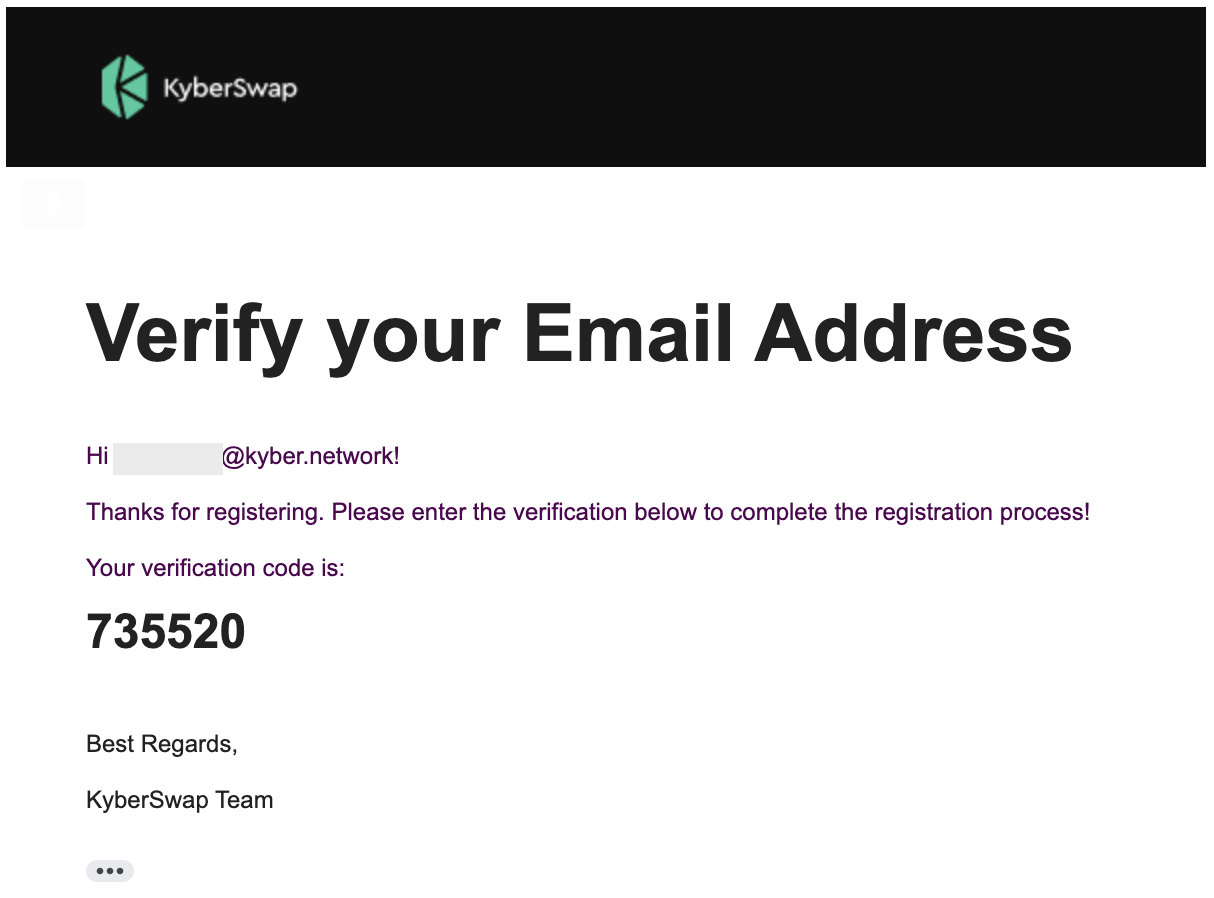 KyberSwap
Verify your Email Address
Hi @kyber.network!
Thanks for registering. Please enter the verification below to complete the registration process!
Your verification code is:
735520
Best Regards,
KyberSwap Team